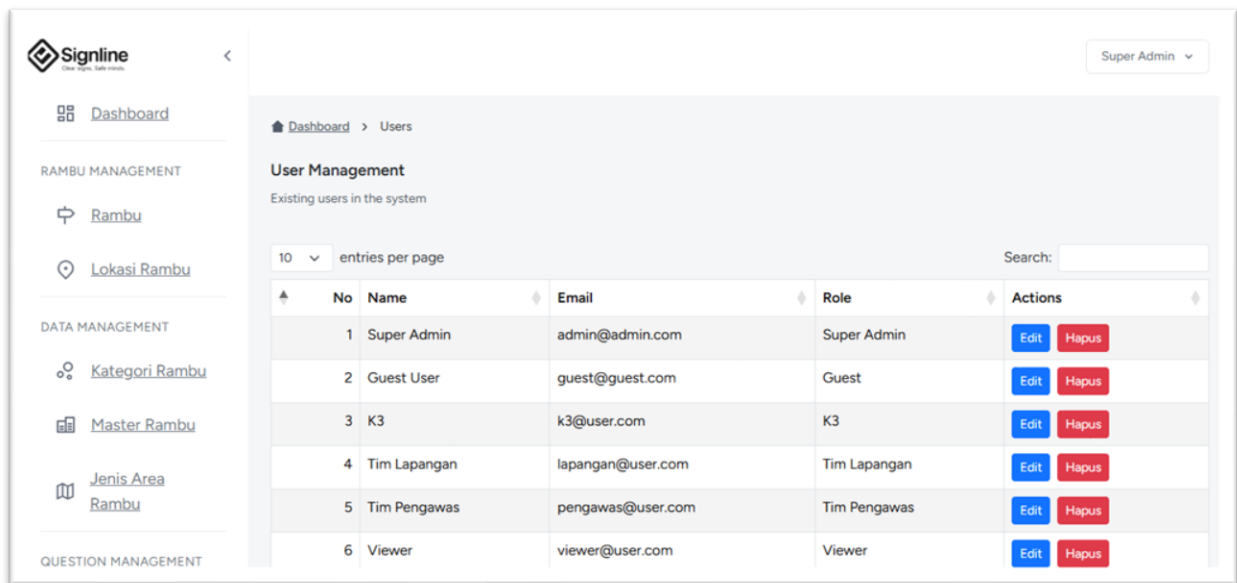 Signline
Clear signs, Safe minds.
Super Admin
Dashboard
Dashboard > Users
RAMBU MANAGEMENT
User Management
Existing users in the system
Rambu
Lokasi Rambu
10 entries per page
Search:
No Name Email Role Actions
DATA MANAGEMENT
1 Super Admin admin@admin.com Super Admin Edit Hapus
Kategori Rambu
2 Guest User guest@guest.com Guest Edit Hapus
Master Rambu
3 K3 k3@user.com K3 Edit Hapus
4 Tim Lapangan lapangan@user.com Tim Lapangan Edit Hapus
Jenis Area
Rambu
5 Tim Pengawas pengawas@user.com Tim Pengawas Edit Hapus
QUESTION MANAGEMENT
6 Viewer viewer@user.com Viewer Edit Hapus